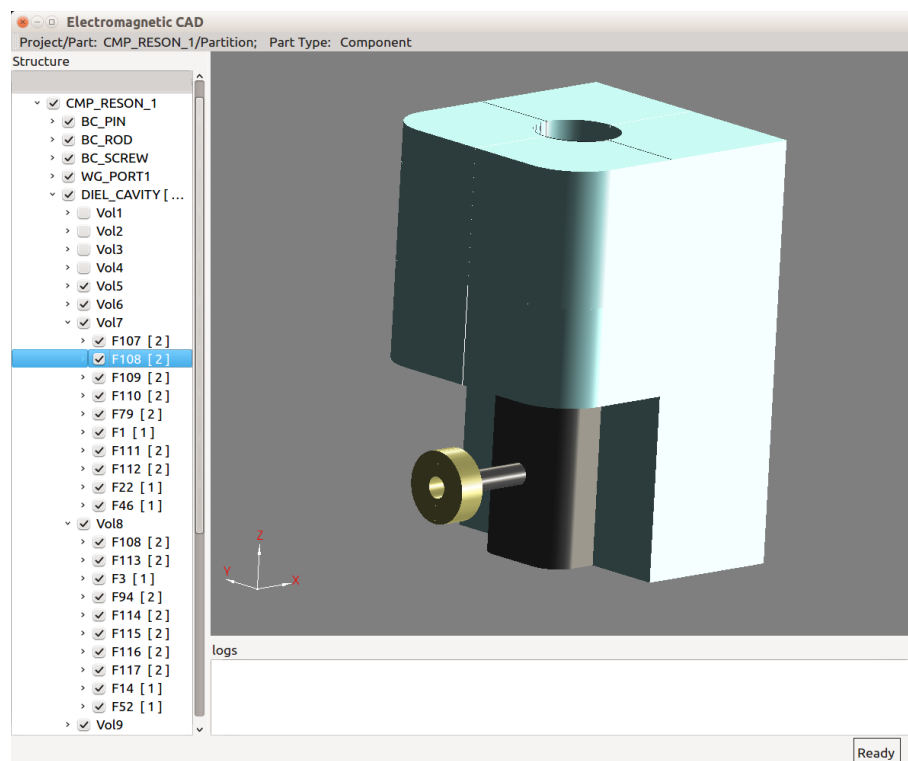 Electromagnetic CAD
Project/Part: CMP_RESON_1/Partition; Part Type: Component
Structure
CMP_RESON_1
BC_PIN
BC_ROD
BC_SCREW
WG_PORT1
DIEL_CAVITY [ ...
Vol1
Vol2
Vol3
Vol4
Vol5
Vol6
Vol7
F107 [ 2 ]
F108 [ 2 ]
F109 [ 2 ]
F110 [ 2 ]
F79 [ 2 ]
F1 [ 1 ]
F111 [ 2 ]
F112 [ 2 ]
F22 [ 1 ]
F46 [ 1 ]
Vol8
F108 [ 2 ]
F113 [ 2 ]
F3 [ 1 ]
F94 [ 2 ]
F114 [ 2 ]
F115 [ 2 ]
F116 [ 2 ]
F117 [ 2 ]
F14 [ 1 ]
F52 [ 1 ]
Vol9
Z
Y
X
logs
Ready